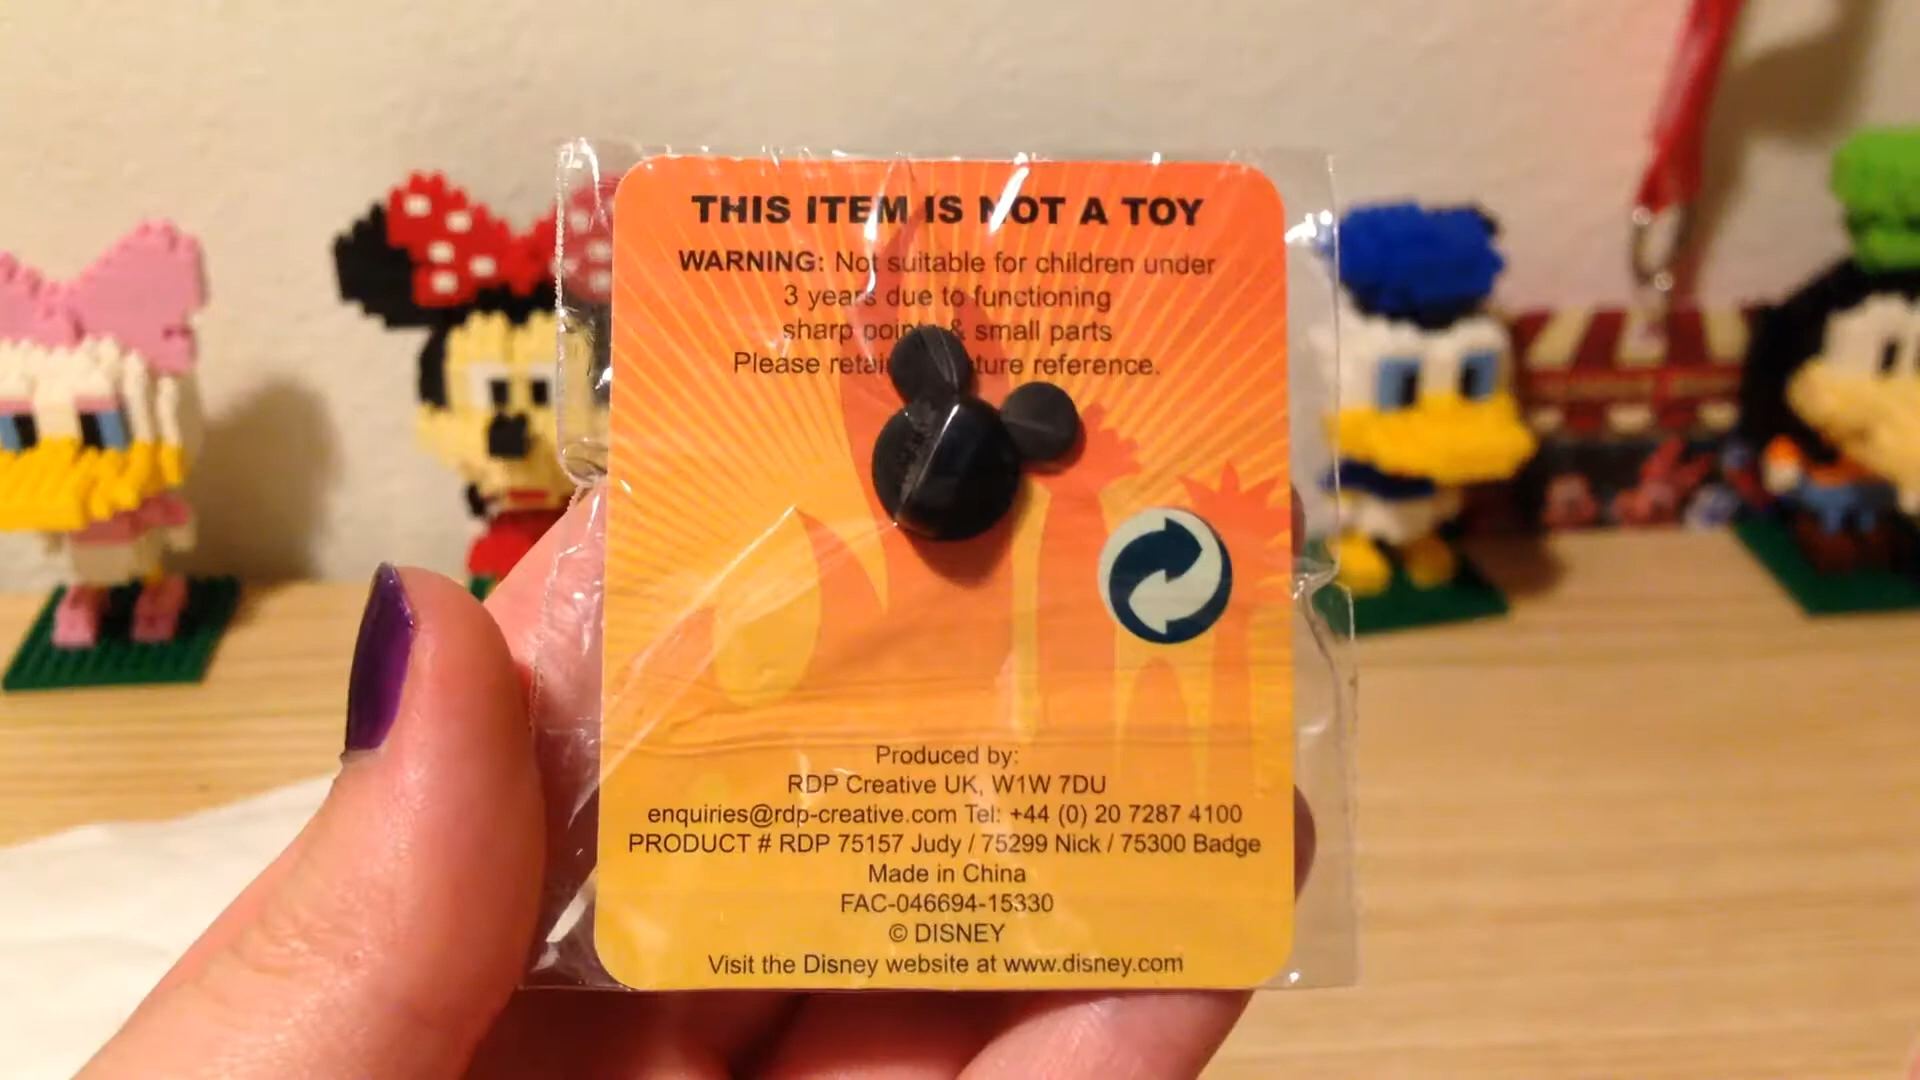 THIS ITEM IS NOT A TOY
WARNING: Not suitable for children under
3 years due to functioning
sharp points & small parts
Please retain ture reference.
Produced by:
RDP Creative UK, W1W 7DU
enquiries@rdp-creative.com Tel: +44 (0) 20 7287 4100
PRODUCT # RDP 75157 Judy / 75299 Nick / 75300 Badge
Made in China
FAC-046694-15330
© DISNEY
Visit the Disney website at www.disney.com